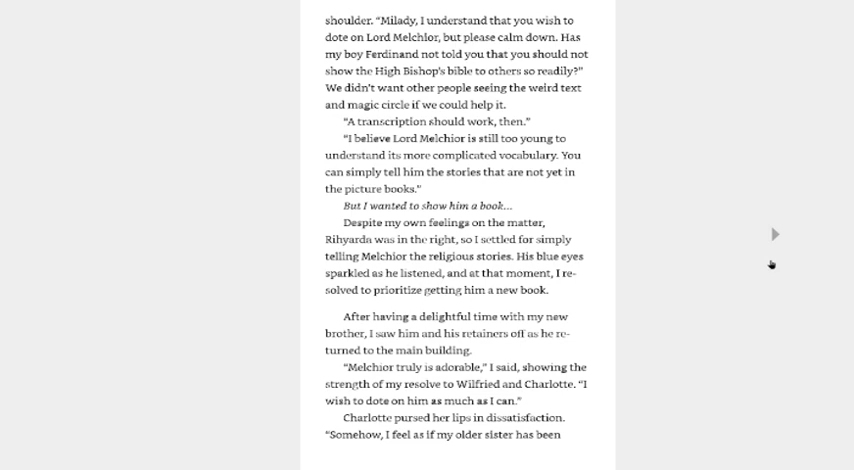 shoulder. “Milady, I understand that you wish to
dote on Lord Melchior, but please calm down. Has
my boy Ferdinand not told you that you should not
show the High Bishop’s bible to others so readily?”
We didn’t want other people seeing the weird text
and magic circle if we could help it.
“A transcription should work, then.”
“I believe Lord Melchior is still too young to
understand its more complicated vocabulary. You
can simply tell him the stories that are not yet in
the picture books.”
But I wanted to show him a book...
Despite my own feelings on the matter,
Rihyarda was in the right, so I settled for simply
telling Melchior the religious stories. His blue eyes
sparkled as he listened, and at that moment, I re-
solved to prioritize getting him a new book.
After having a delightful time with my new
brother, I saw him and his retainers off as he re-
turned to the main building.
“Melchior truly is adorable,” I said, showing the
strength of my resolve to Wilfried and Charlotte. “I
wish to dote on him as much as I can.”
Charlotte pursed her lips in dissatisfaction.
“Somehow, I feel as if my older sister has been